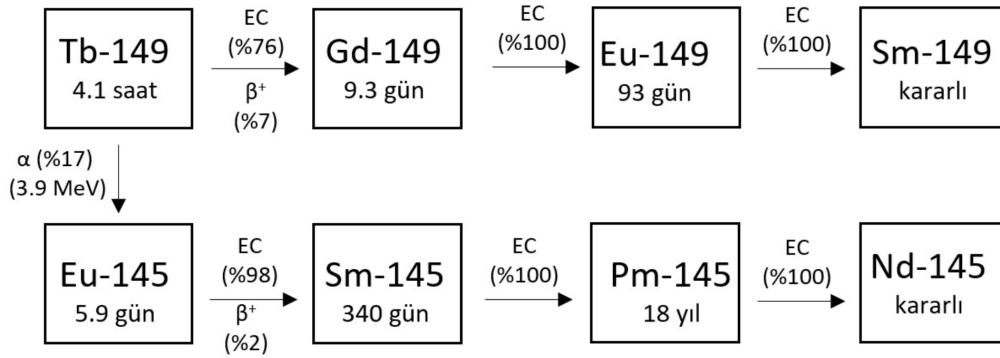 Tb-149
4.1 saat
EC
(%76)
β⁺
(%7)
Gd-149
9.3 gün
EC
(%100)
Eu-149
93 gün
EC
(%100)
Sm-149
kararlı
α (%17)
(3.9 MeV)
Eu-145
5.9 gün
EC
(%98)
β⁺
(%2)
Sm-145
340 gün
EC
(%100)
Pm-145
18 yıl
EC
(%100)
Nd-145
kararlı